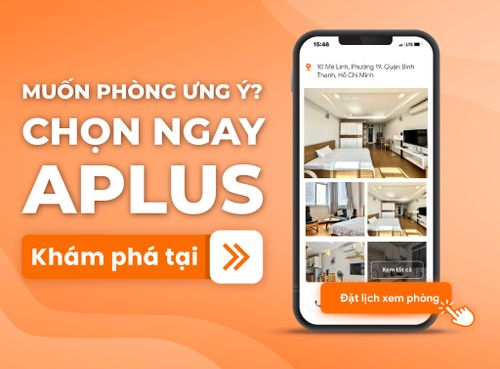 MUỐN PHÒNG ƯNG Ý?
CHỌN NGAY
APLUS
Khám phá tại
15:46
LTE
10 Mê Linh, Phường 19, Quận Bình
Thạnh, Hồ Chí Minh
Xem tất cả
Đặt lịch xem phòng